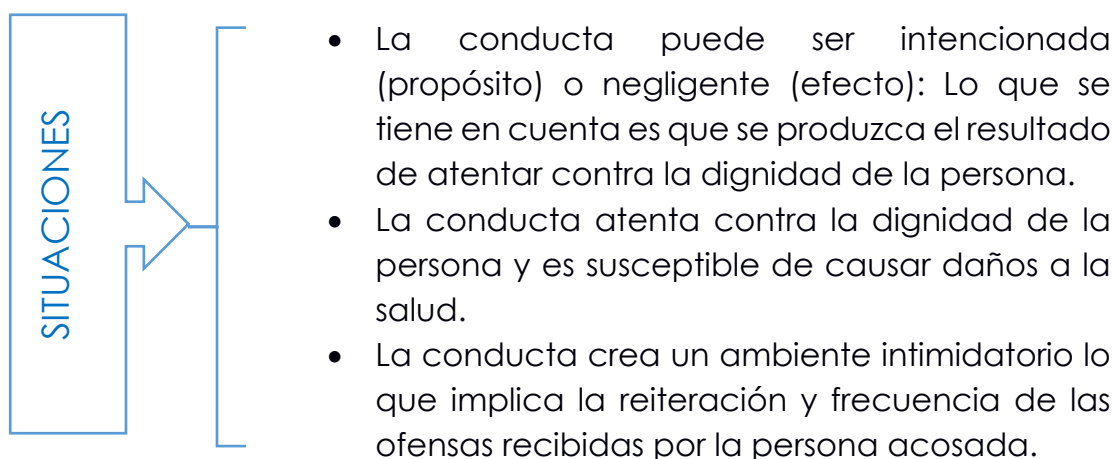 SITUACIONES
• La conducta puede ser intencionada
(propósito) o negligente (efecto): Lo que se
tiene en cuenta es que se produzca el resultado
de atentar contra la dignidad de la persona.
• La conducta atenta contra la dignidad de la
persona y es susceptible de causar daños a la
salud.
• La conducta crea un ambiente intimidatorio lo
que implica la reiteración y frecuencia de las
ofensas recibidas por la persona acosada.